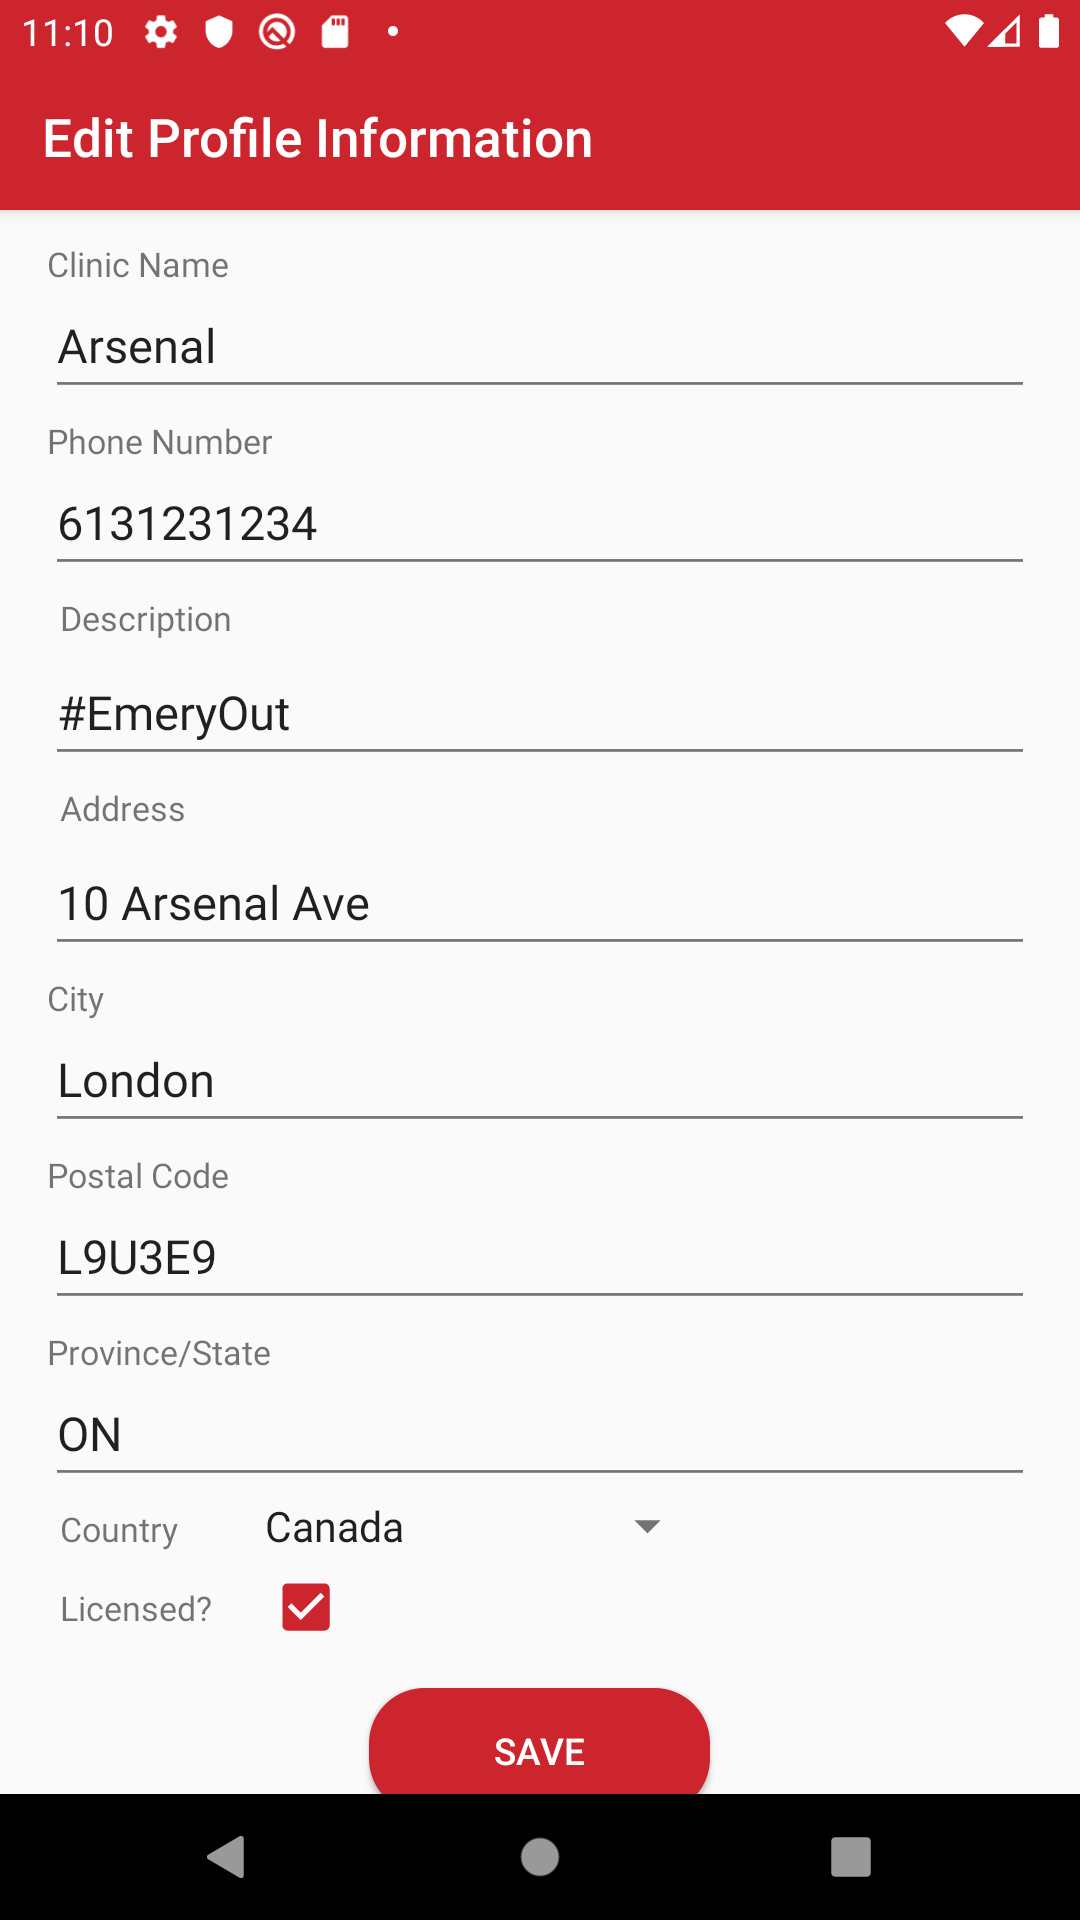 11:10
Edit Profile Information
Clinic Name
Arsenal
Phone Number
6131231234
Description
#EmeryOut
Address
10 Arsenal Ave
City
London
Postal Code
L9U3E9
Province/State
ON
Country Canada
Licensed?
SAVE